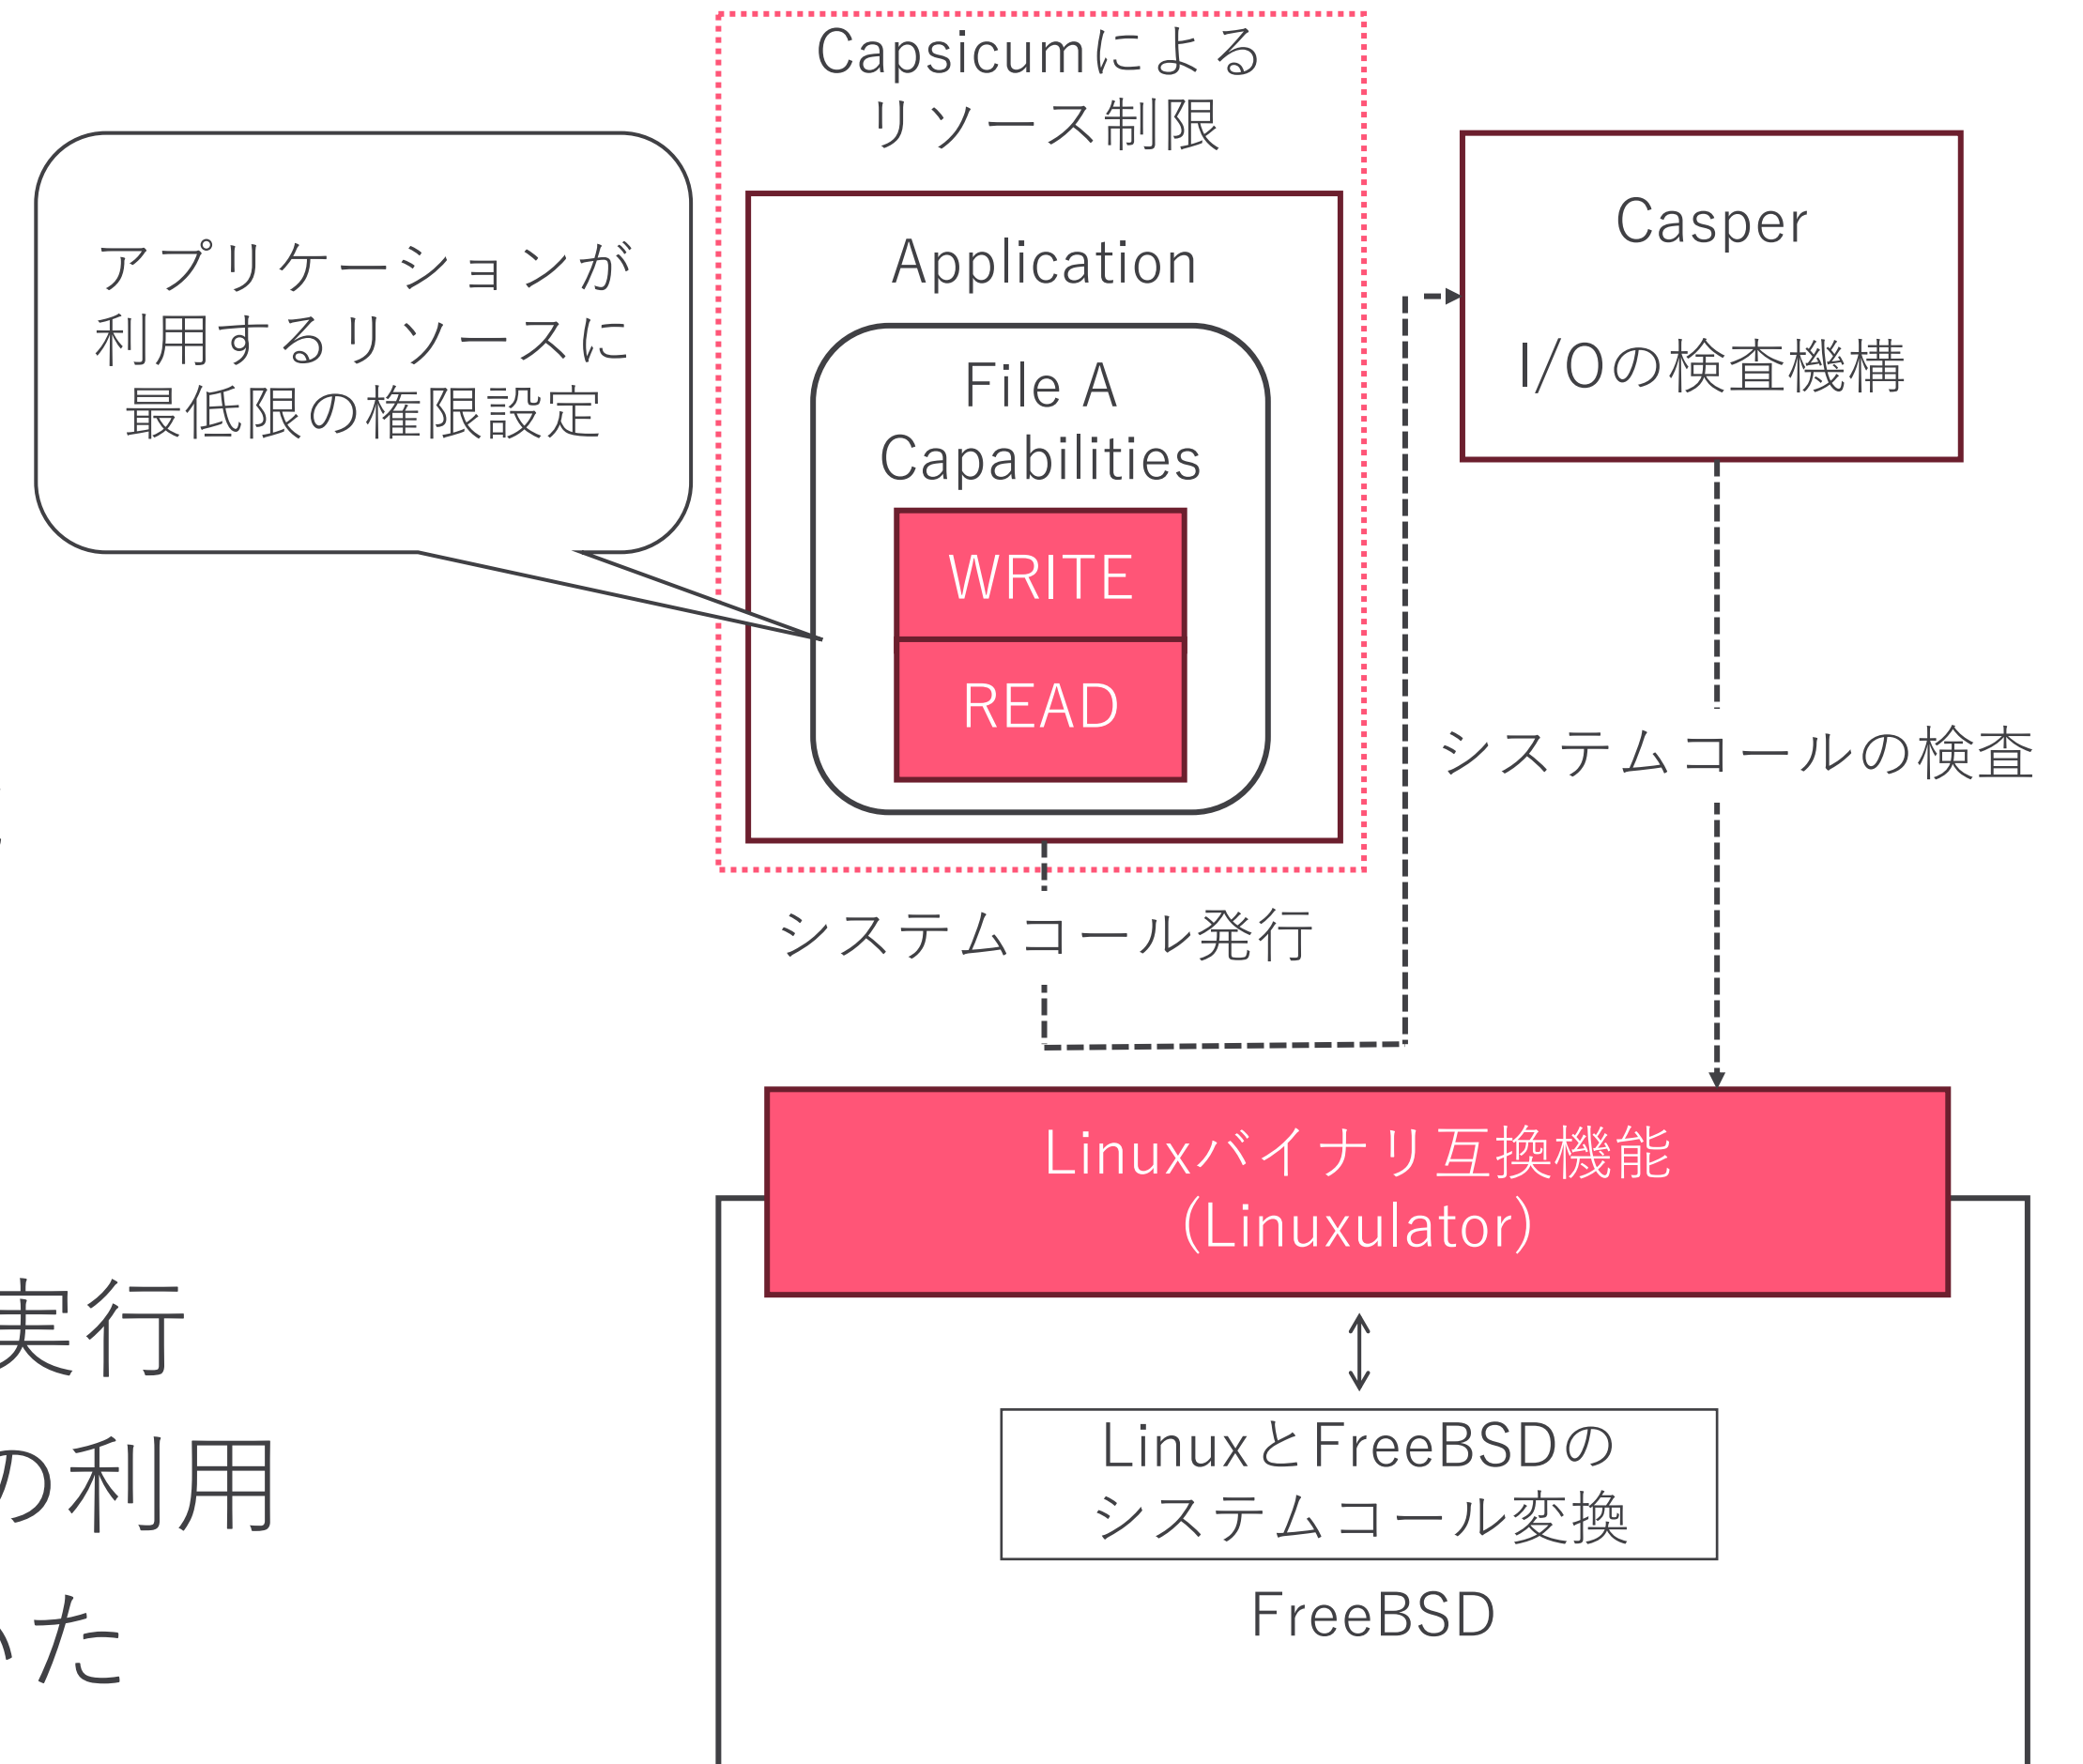 Capsicumによる
リソース制限
アプリケーションが
利用するリソースに
最低限の権限設定
Application
File A
Capabilities
WRITE
READ
Casper
I/Oの検査機構
システムコールの検査
システムコール発行
Linuxバイナリ互換機能
(Linuxulator)
LinuxとFreeBSDの
システムコール変換
FreeBSD
実行
の利用
いた